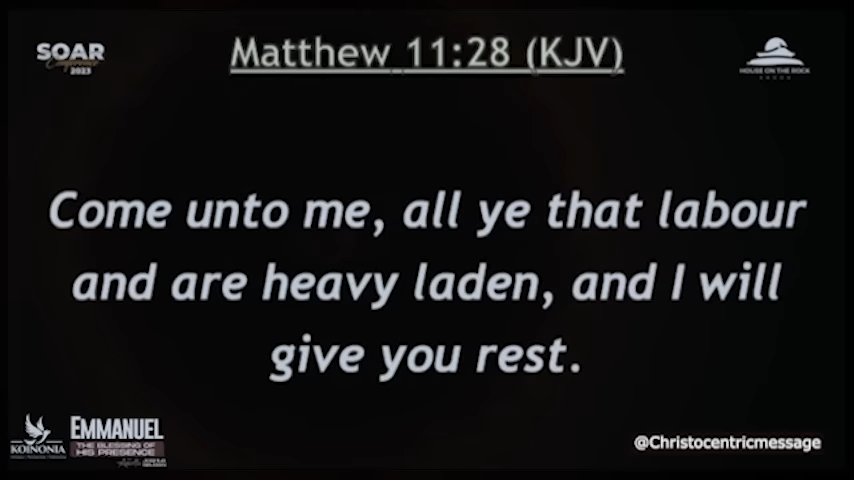 SOAR
Conference
2023
Matthew 11:28 (KJV)
HOUSE ON THE ROCK
Come unto me, all ye that labour
and are heavy laden, and I will
give you rest.
KOINONIA
EMMANUEL
THE BLESSING OF
HIS PRESENCE
@Christocentricmessage